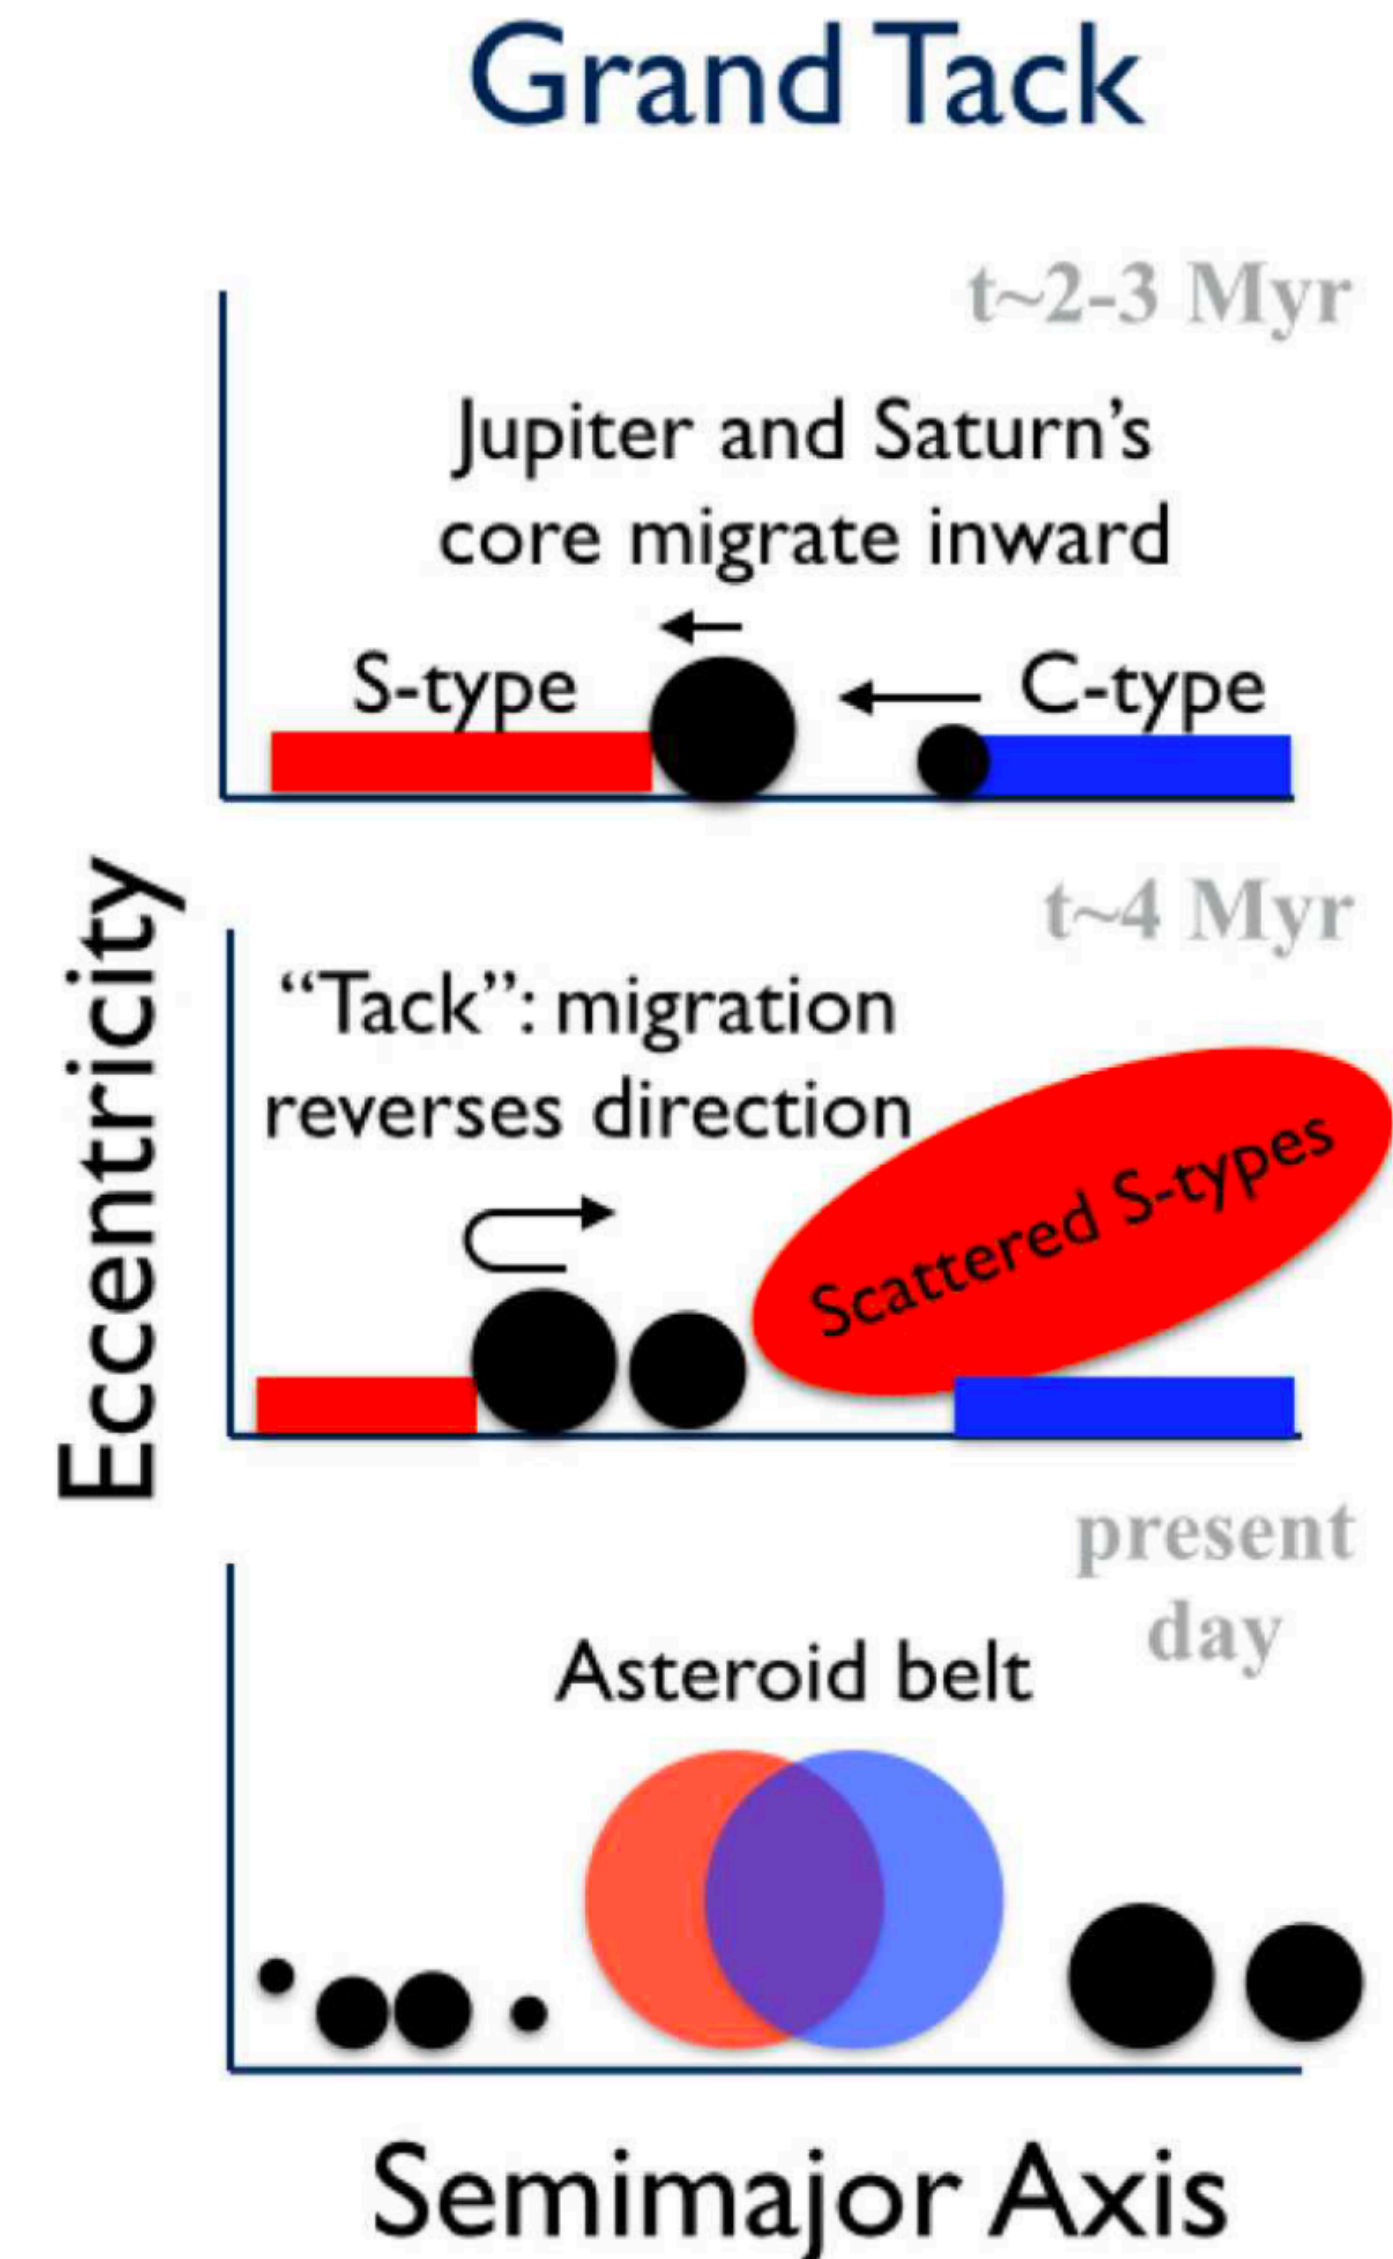 Grand Tack
t~2-3 Myr
Jupiter and Saturn’s
core migrate inward
S-type
C-type
Eccentricity
t~4 Myr
“Tack”: migration
reverses direction
Scattered S-types
present
day
Asteroid belt
Semimajor Axis